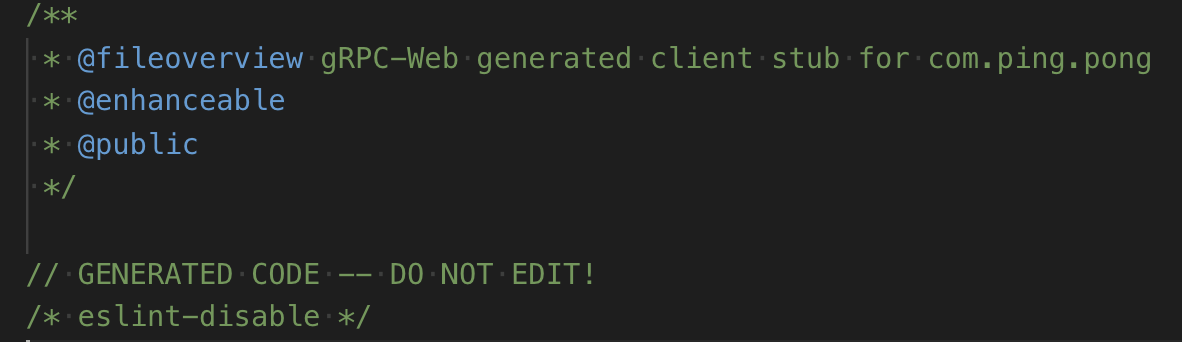 /**
 * @fileoverview gRPC-Web generated client stub for com.ping.pong
 * @enhanceable
 * @public
 */
// GENERATED CODE -- DO NOT EDIT!
/* eslint-disable */